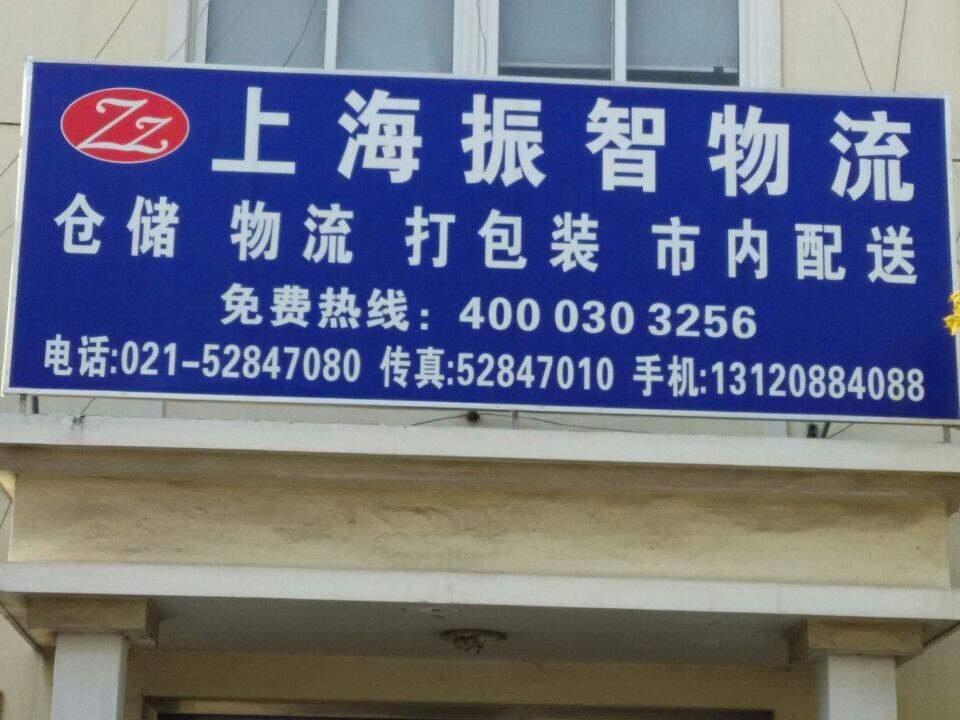 Zz 上海振智物流
仓储 物流 打包装 市内配送
免费热线：400 030 3256
电话:021-52847080 传真:52847010 手机:13120884088